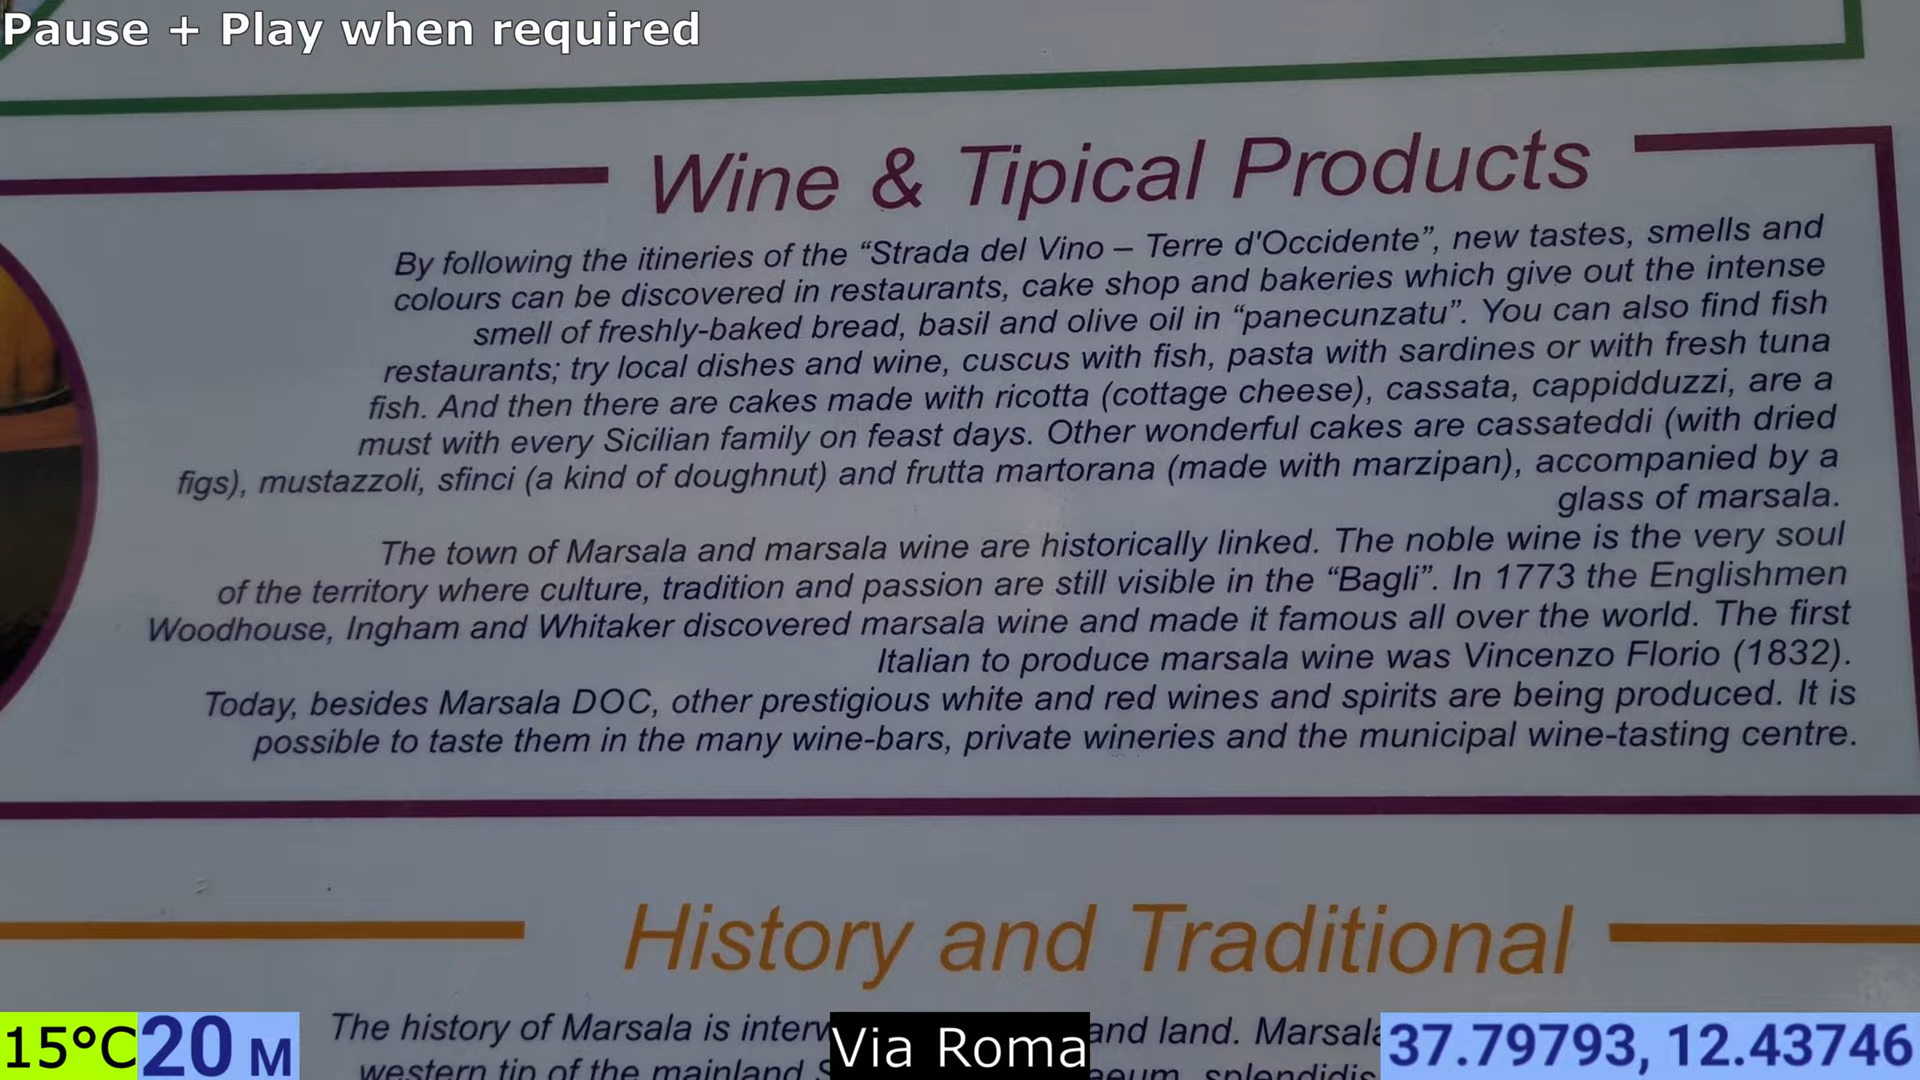 Pause + Play when required
Wine & Tipical Products
By following the itineries of the “Strada del Vino – Terre d'Occidente”, new tastes, smells and
colours can be discovered in restaurants, cake shop and bakeries which give out the intense
smell of freshly-baked bread, basil and olive oil in “panecunzatu”. You can also find fish
restaurants; try local dishes and wine, cuscus with fish, pasta with sardines or with fresh tuna
fish. And then there are cakes made with ricotta (cottage cheese), cassata, cappidduzzi, are a
must with every Sicilian family on feast days. Other wonderful cakes are cassateddi (with dried
figs), mustazzoli, sfinci (a kind of doughnut) and frutta martorana (made with marzipan), accompanied by a
glass of marsala.
The town of Marsala and marsala wine are historically linked. The noble wine is the very soul
of the territory where culture, tradition and passion are still visible in the “Bagli”. In 1773 the Englishmen
Woodhouse, Ingham and Whitaker discovered marsala wine and made it famous all over the world. The first
Italian to produce marsala wine was Vincenzo Florio (1832).
Today, besides Marsala DOC, other prestigious white and red wines and spirits are being produced. It is
possible to taste them in the many wine-bars, private wineries and the municipal wine-tasting centre.
History and Traditional
The history of Marsala is and land. Marsala
western tip of the mainland splendidis
15°C 20 M Via Roma 37.79793, 12.43746